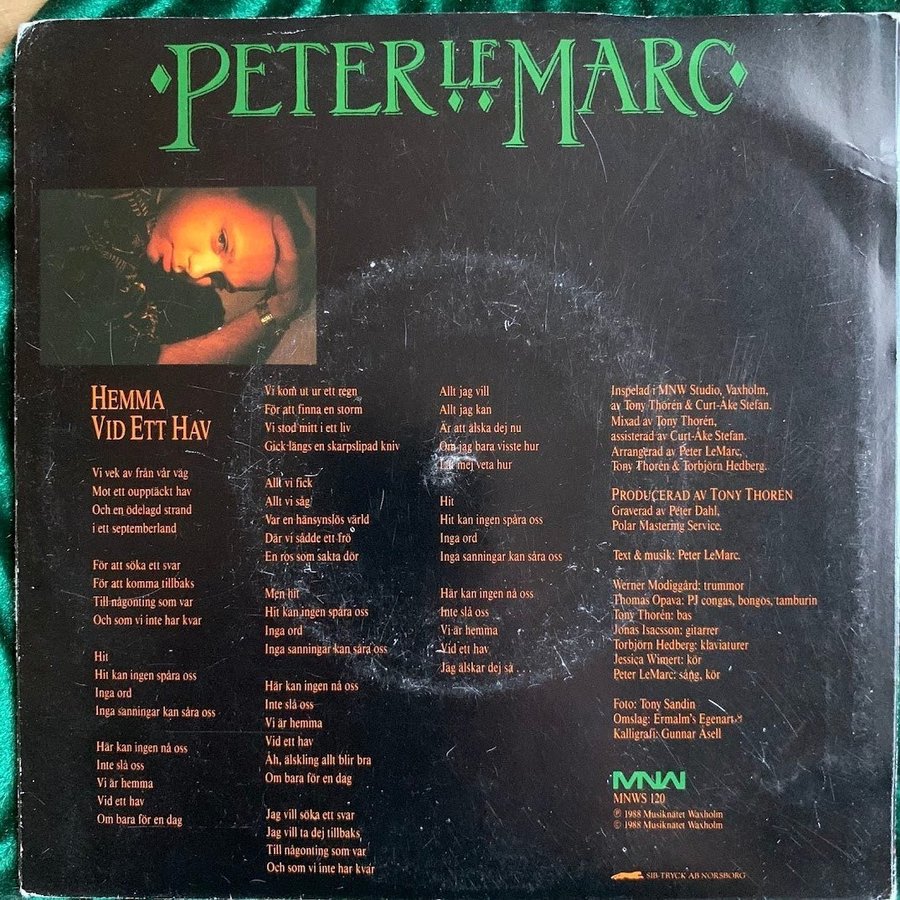 PETER LE MARC
HEMMA
VID ETT HAV
Vi vek av från vår väg
Mot ett oupptäckt hav
Och en ödelagd strand
i ett septemberland
För att söka ett svar
För att komma tillbaks
Till någonting som var
Och som vi inte har kvar
Hit
Hit kan ingen spåra oss
Inga ord
Inga sanningar kan såra oss
Här kan ingen nå oss
Inte slå oss
Vi är hemma
Vid ett hav
Om bara för en dag
Vi kom ut ur ett regn
För att finna en storm
Vi stod mitt i ett liv
Gick längs en skarpslipad kniv
Allt vi fick
Allt vi såg
Var en hänsynslös värld
Där vi sådde ett frö
En ros som sakta dör
Men hit
Hit kan ingen spåra oss
Inga ord
Inga sanningar kan såra oss
Här kan ingen nå oss
Inte slå oss
Vi är hemma
Vid ett hav
Åh, älskling allt blir bra
Om bara för en dag
Jag vill söka ett svar
Jag vill ta dej tillbaks
Till någonting som var
Och som vi inte har kvar
Allt jag vill
Allt jag kan
Är att älska dej nu
Om jag bara visste hur
Låt mej veta hur
Hit
Hit kan ingen spåra oss
Inga ord
Inga sanningar kan såra oss
Här kan ingen nå oss
Inte slå oss
Vi är hemma
Vid ett hav
Jag älskar dej så . . .
Inspelad i MNW Studio, Vaxholm,
av Tony Thorén & Curt-Åke Stefan.
Mixad av Tony Thorén,
assisterad av Curt-Åke Stefan.
Arrangerad av Peter LeMarc,
Tony Thorén & Torbjörn Hedberg.
PRODUCERAD AV TONY THORÉN
Graverad av Peter Dahl,
Polar Mastering Service.
Text & musik: Peter LeMarc.
Werner Modiggård: trummor
Thomas Opava: PJ congas, bongos, tamburin
Tony Thorén: bas
Jonas Isacsson: gitarrer
Torbjörn Hedberg: klaviaturer
Jessica Wimert: kör
Peter LeMarc: sång, kör
Foto: Tony Sandin
Omslag: Ermalm's Egenart
Kalligrafi: Gunnar Åsell
MNW
MNWS 120
℗ 1988 Musiknätet Waxholm
© 1988 Musiknätet Waxholm
SIB-TRYCK AB NORSBORG